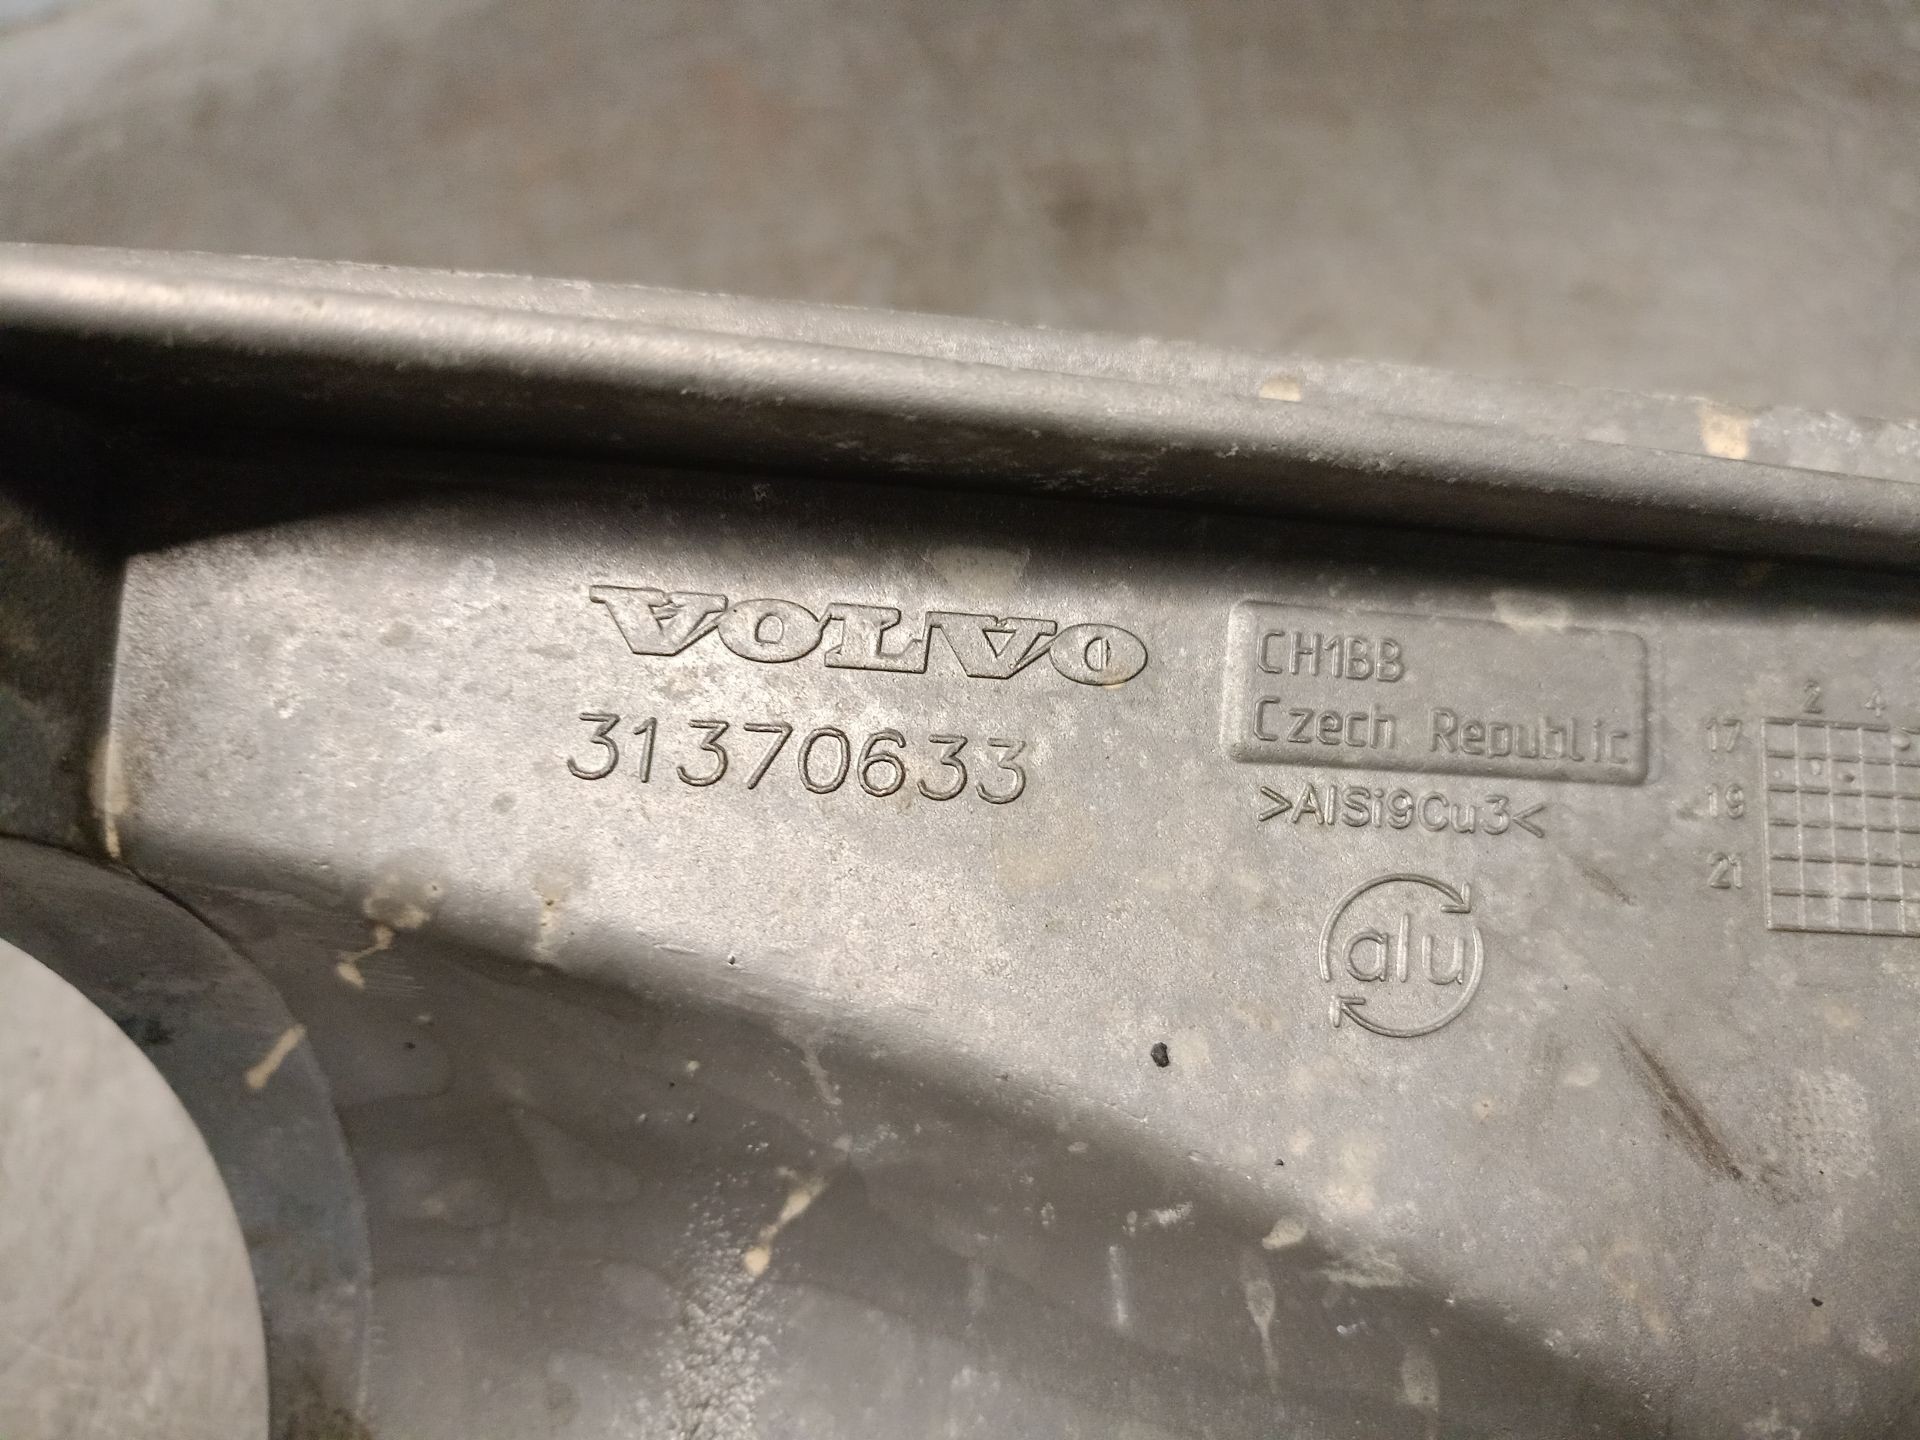 VOLVO
31370633
CH1BB
Czech Republic
>AlSi9Cu3<
alu
2 4
17
19
21